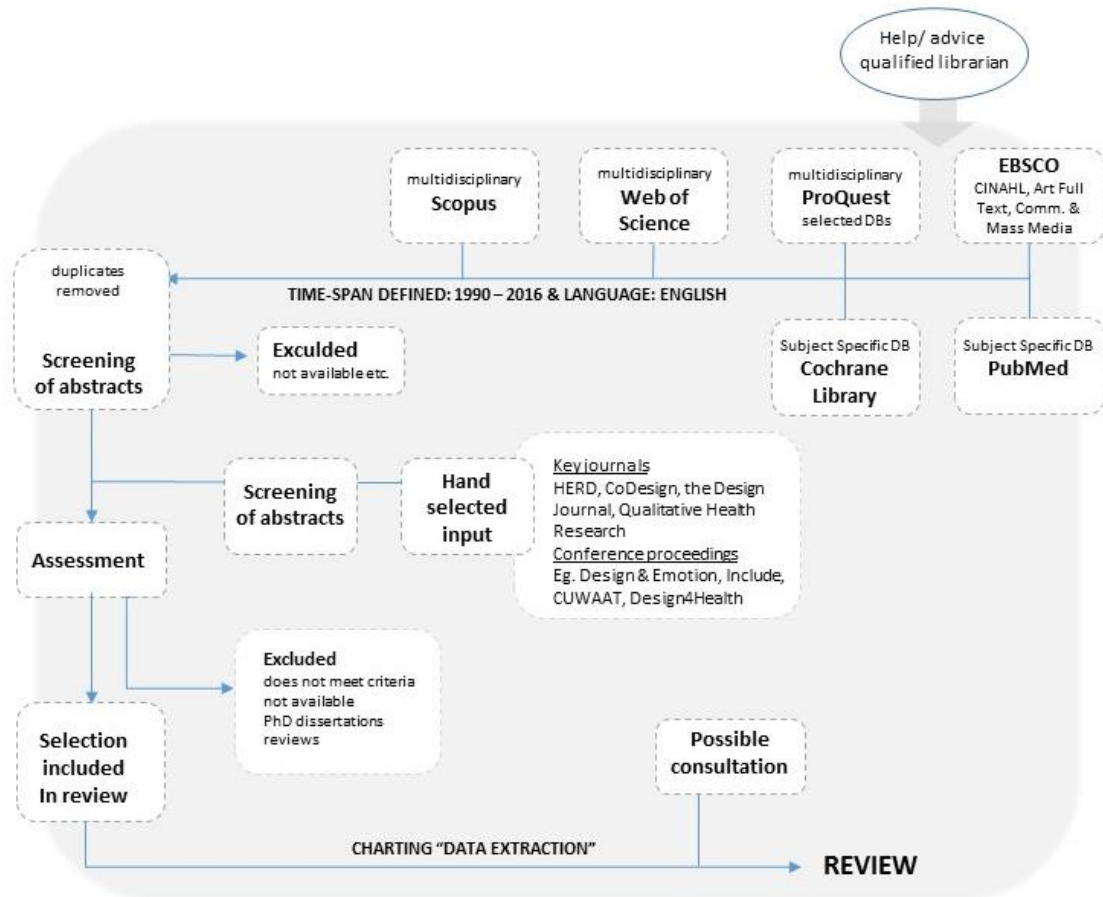 Help/ advice
qualified librarian
multidisciplinary
Scopus
multidisciplinary
Web of
Science
multidisciplinary
ProQuest
selected DBs
EBSCO
CINAHL, Art Full
Text, Comm. &
Mass Media
duplicates
removed
Screening
of abstracts
TIME-SPAN DEFINED: 1990 – 2016 & LANGUAGE: ENGLISH
Exculded
not available etc.
Subject Specific DB
Cochrane
Library
Subject Specific DB
PubMed
Screening
of abstracts
Hand
selected
input
Key journals
HERD, CoDesign, the Design
Journal, Qualitative Health
Research
Conference proceedings
Eg. Design & Emotion, Include,
CUWAAT, Design4Health
Assessment
Excluded
does not meet criteria
not available
PhD dissertations
reviews
Selection
included
In review
Possible
consultation
CHARTING “DATA EXTRACTION”
REVIEW